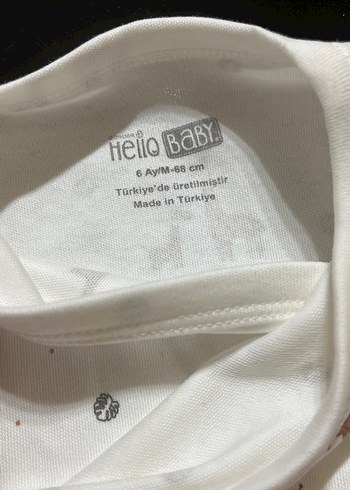 Hello BABY
6 Ay/M-68 cm
Türkiye'de üretilmiştir
Made in Türkiye